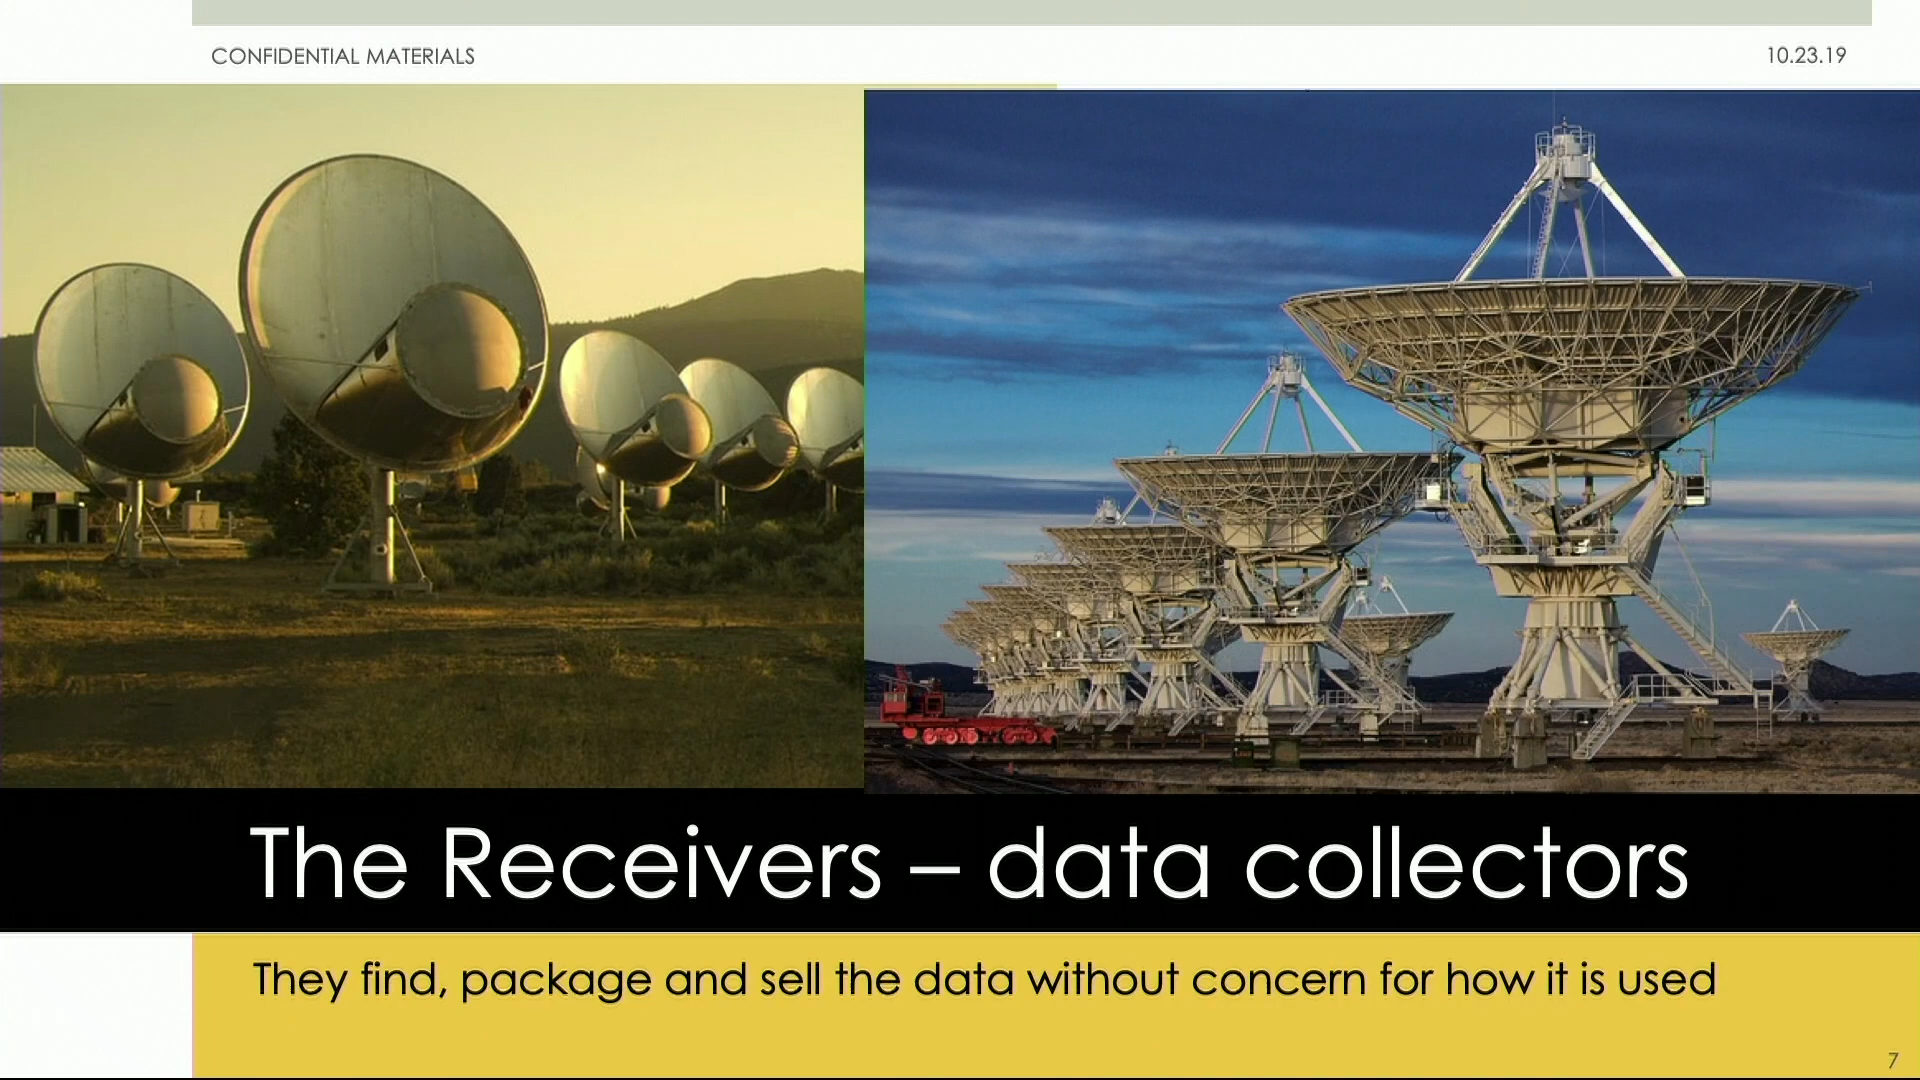 CONFIDENTIAL MATERIALS
10.23.19
The Receivers – data collectors
They find, package and sell the data without concern for how it is used
7